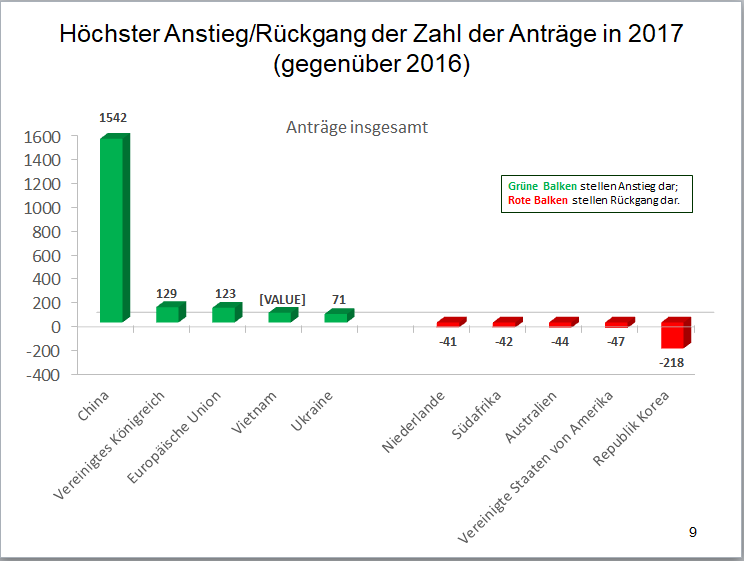 Höchster Anstieg/Rückgang der Zahl der Anträge in 2017
(gegenüber 2016)
Anträge insgesamt
Grüne Balken stellen Anstieg dar;
Rote Balken stellen Rückgang dar.
1600
1400
1200
1000
800
600
400
200
0
-200
-400
1542
129
123
[VALUE]
71
-41
-42
-44
-47
-218
China
Vereinigtes Königreich
Europäische Union
Vietnam
Ukraine
Niederlande
Südafrika
Australien
Vereinigte Staaten von Amerika
Republik Korea
9